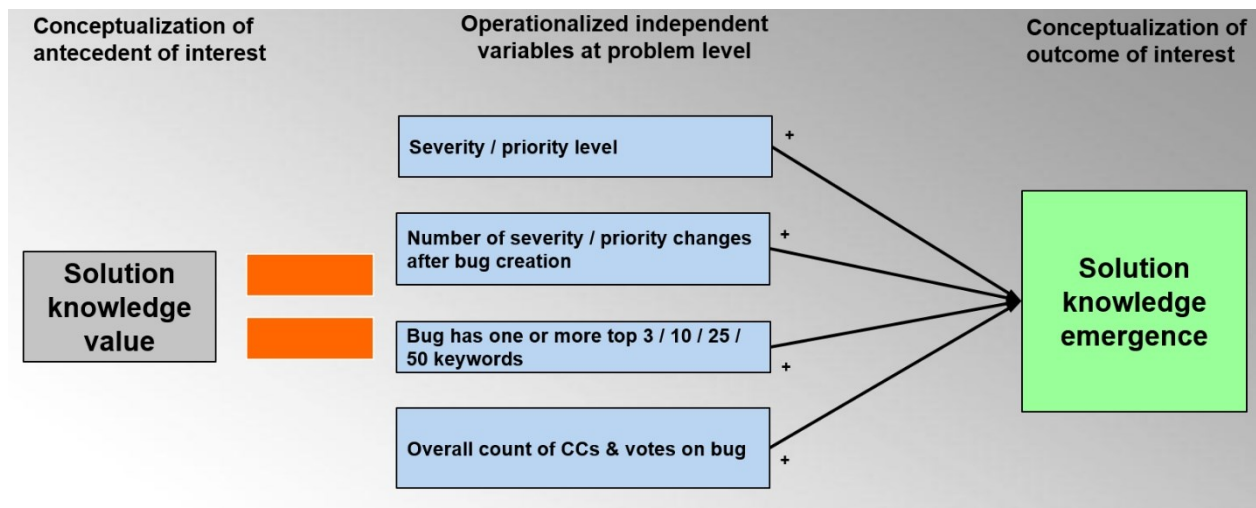 Conceptualization of
antecedent of interest
Operationalized independent
variables at problem level
Conceptualization of
outcome of interest
Severity / priority level
+
Number of severity / priority changes
after bug creation
+
Solution
knowledge
value
Bug has one or more top 3 / 10 / 25 /
50 keywords
+
Overall count of CCs & votes on bug
+
Solution
knowledge
emergence